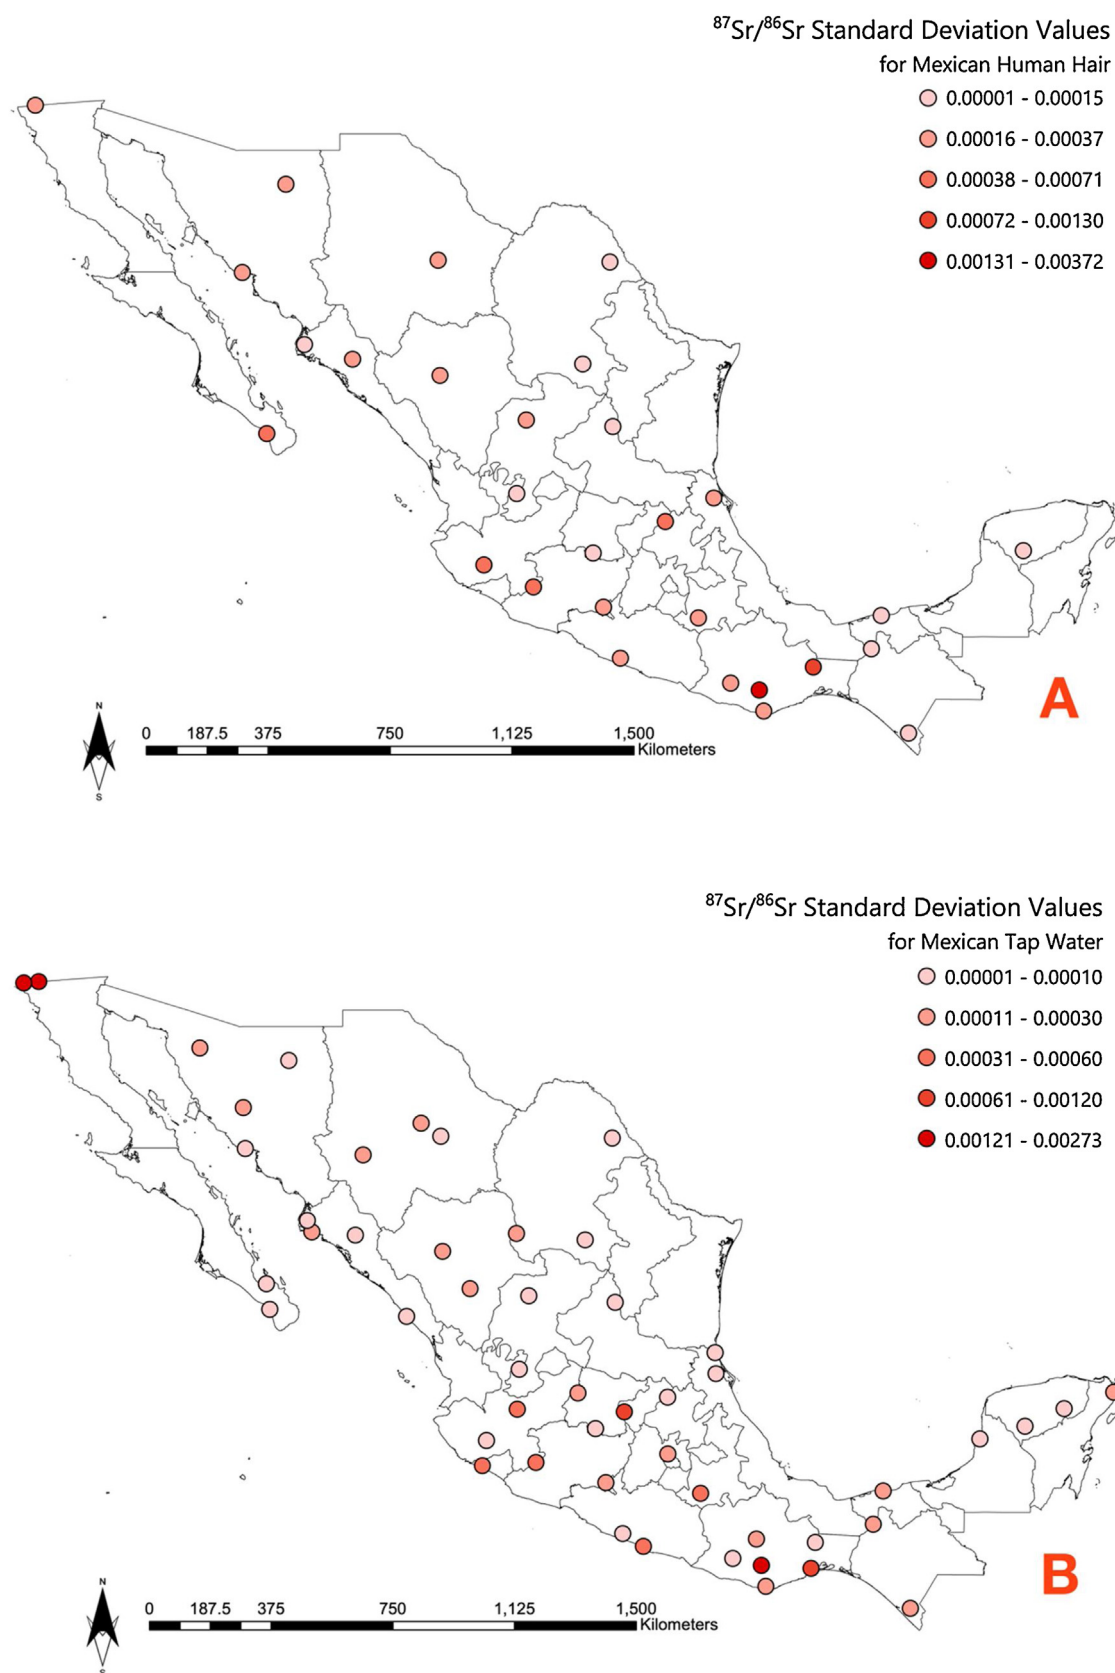 ⁸⁷Sr/⁸⁶Sr Standard Deviation Values
for Mexican Human Hair
0.00001 - 0.00015
0.00016 - 0.00037
0.00038 - 0.00071
0.00072 - 0.00130
0.00131 - 0.00372
A
N
S
0 187.5 375 750 1,125 1,500
Kilometers
⁸⁷Sr/⁸⁶Sr Standard Deviation Values
for Mexican Tap Water
0.00001 - 0.00010
0.00011 - 0.00030
0.00031 - 0.00060
0.00061 - 0.00120
0.00121 - 0.00273
B
N
S
0 187.5 375 750 1,125 1,500
Kilometers